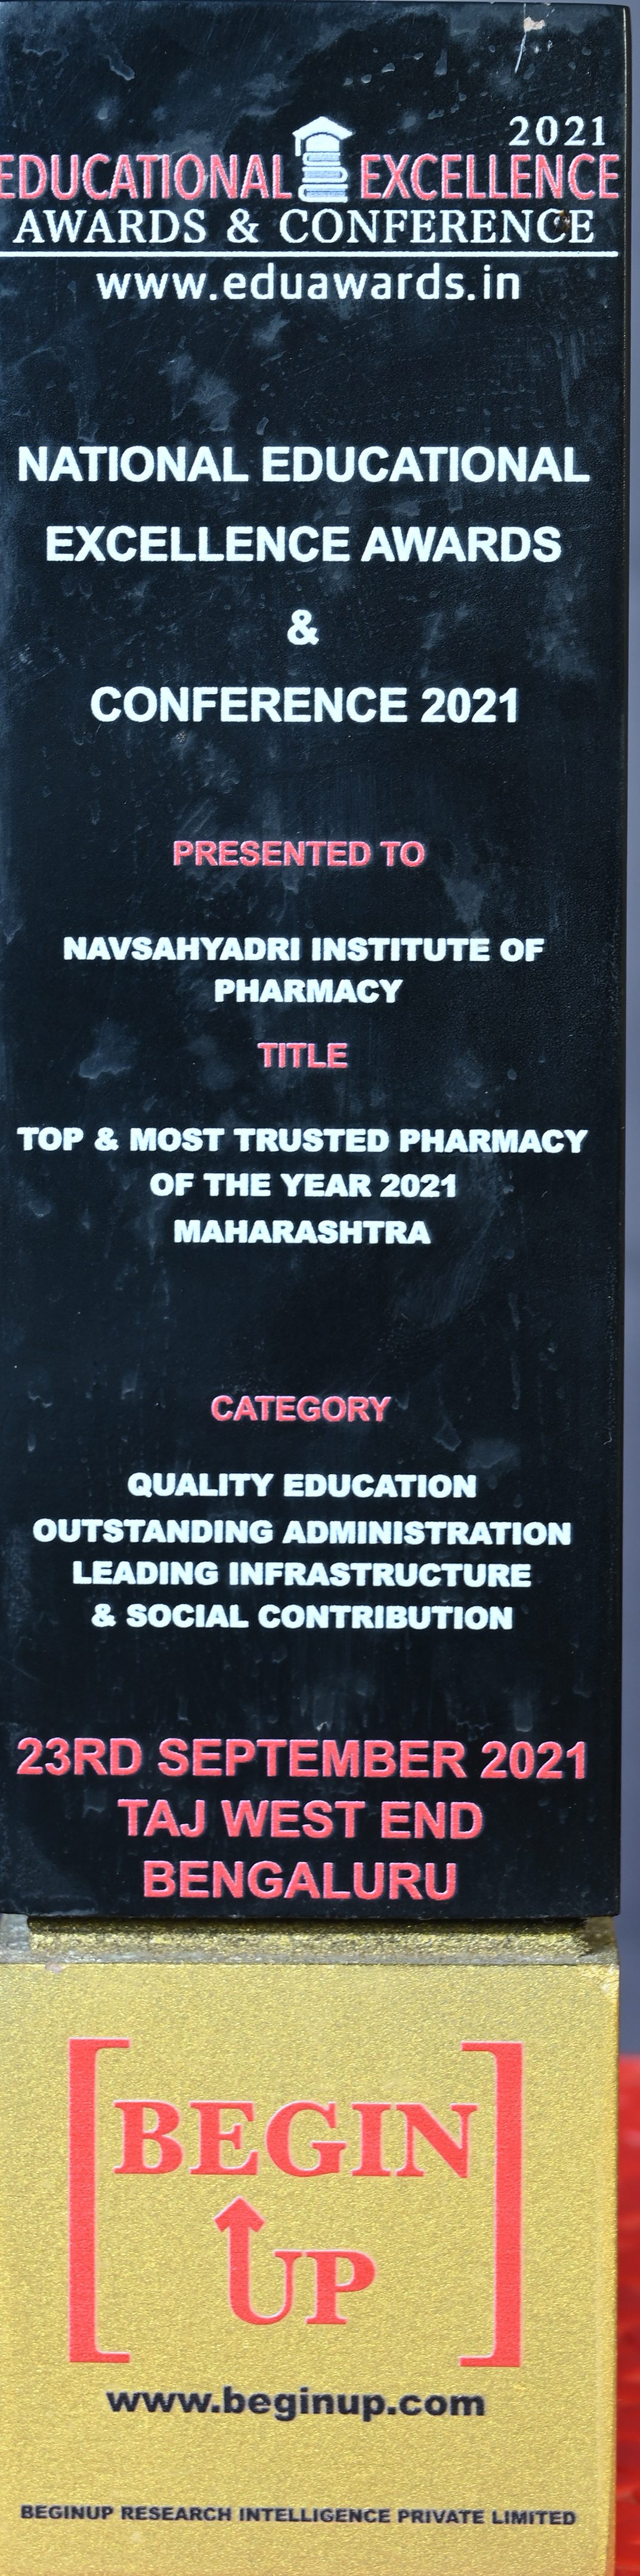 2021
EDUCATIONAL EXCELLENCE
AWARDS & CONFERENCE
www.eduawards.in
NATIONAL EDUCATIONAL
EXCELLENCE AWARDS
&
CONFERENCE 2021
PRESENTED TO
NAVSAHYADRI INSTITUTE OF
PHARMACY
TITLE
TOP & MOST TRUSTED PHARMACY
OF THE YEAR 2021
MAHARASHTRA
CATEGORY
QUALITY EDUCATION
OUTSTANDING ADMINISTRATION
LEADING INFRASTRUCTURE
& SOCIAL CONTRIBUTION
23RD SEPTEMBER 2021
TAJ WEST END
BENGALURU
BEGIN
UP
www.beginup.com
BEGINUP RESEARCH INTELLIGENCE PRIVATE LIMITED